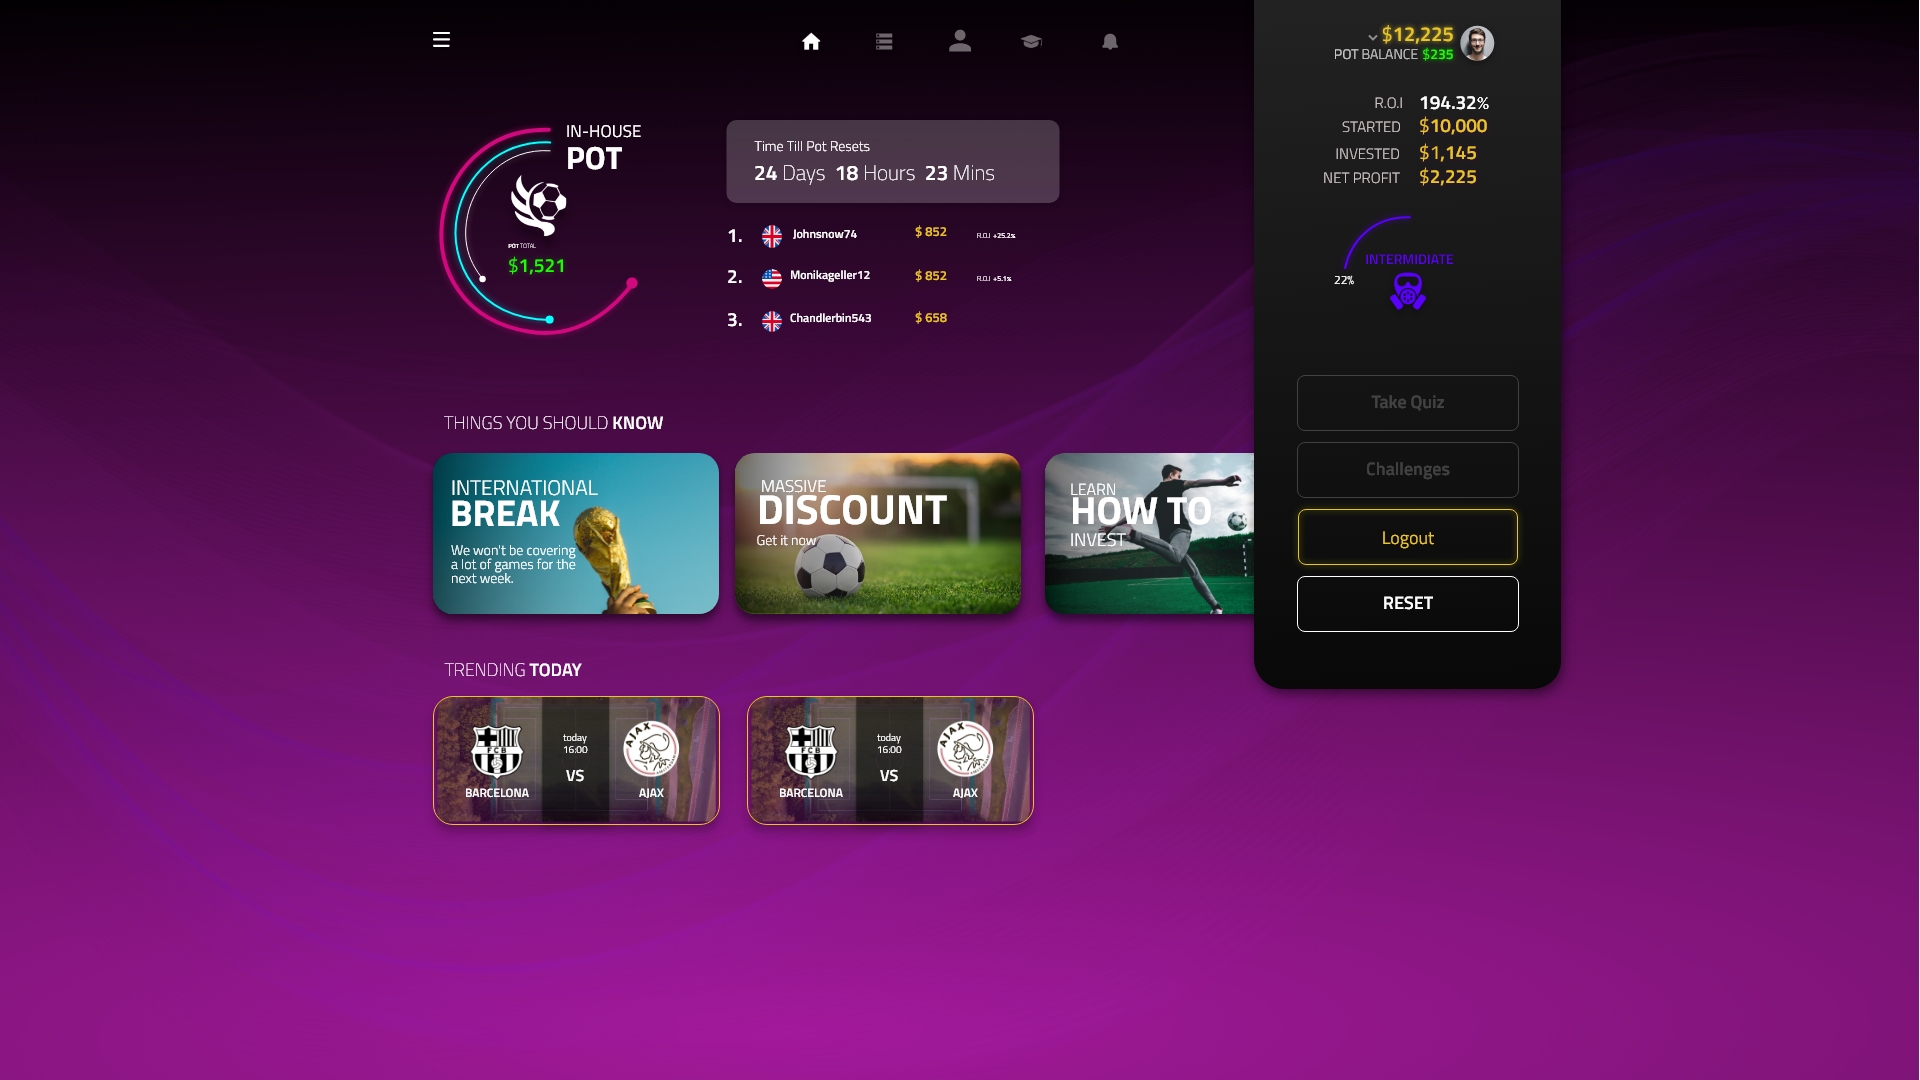 $12,225
POT BALANCE $235
R.O.I 194.32%
STARTED $10,000
INVESTED $1,145
NET PROFIT $2,225
INTERMIDIATE
22%
Take Quiz
Challenges
Logout
RESET
IN-HOUSE
POT
POT TOTAL
$1,521
Time Till Pot Resets
24 Days 18 Hours 23 Mins
1. Johnsnow74 $ 852 R.O.I +25.2%
2. Monikageller12 $ 852 R.O.I +5.1%
3. Chandlerbin543 $ 658
THINGS YOU SHOULD KNOW
INTERNATIONAL
BREAK
We won't be covering
a lot of games for the
next week.
MASSIVE
DISCOUNT
Get it now
LEARN
HOW TO
INVEST
TRENDING TODAY
FCB
BARCELONA
today
16:00
VS
AJAX
AJAX
FCB
BARCELONA
today
16:00
VS
AJAX
AJAX